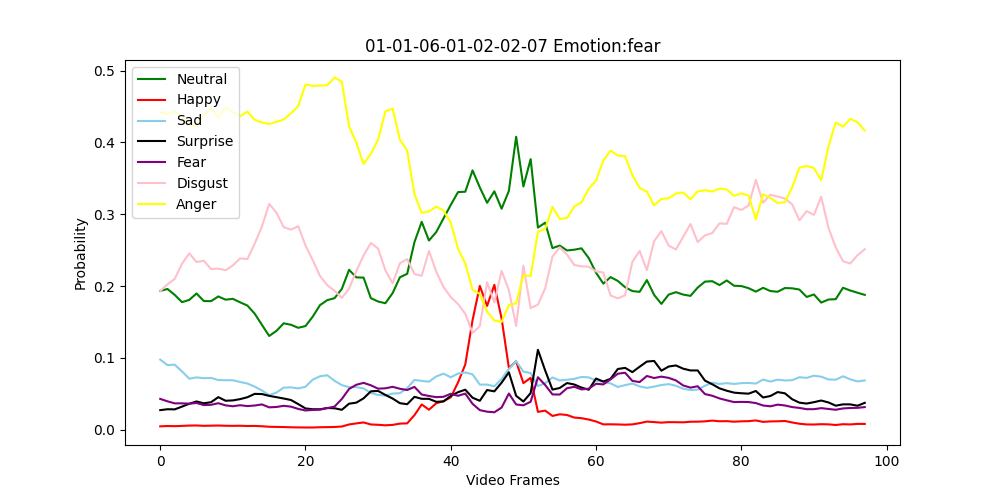 01-01-06-01-02-02-07 Emotion:fear
Probability
0.5
0.4
0.3
0.2
0.1
0.0
Neutral
Happy
Sad
Surprise
Fear
Disgust
Anger
0 20 40 60 80 100
Video Frames